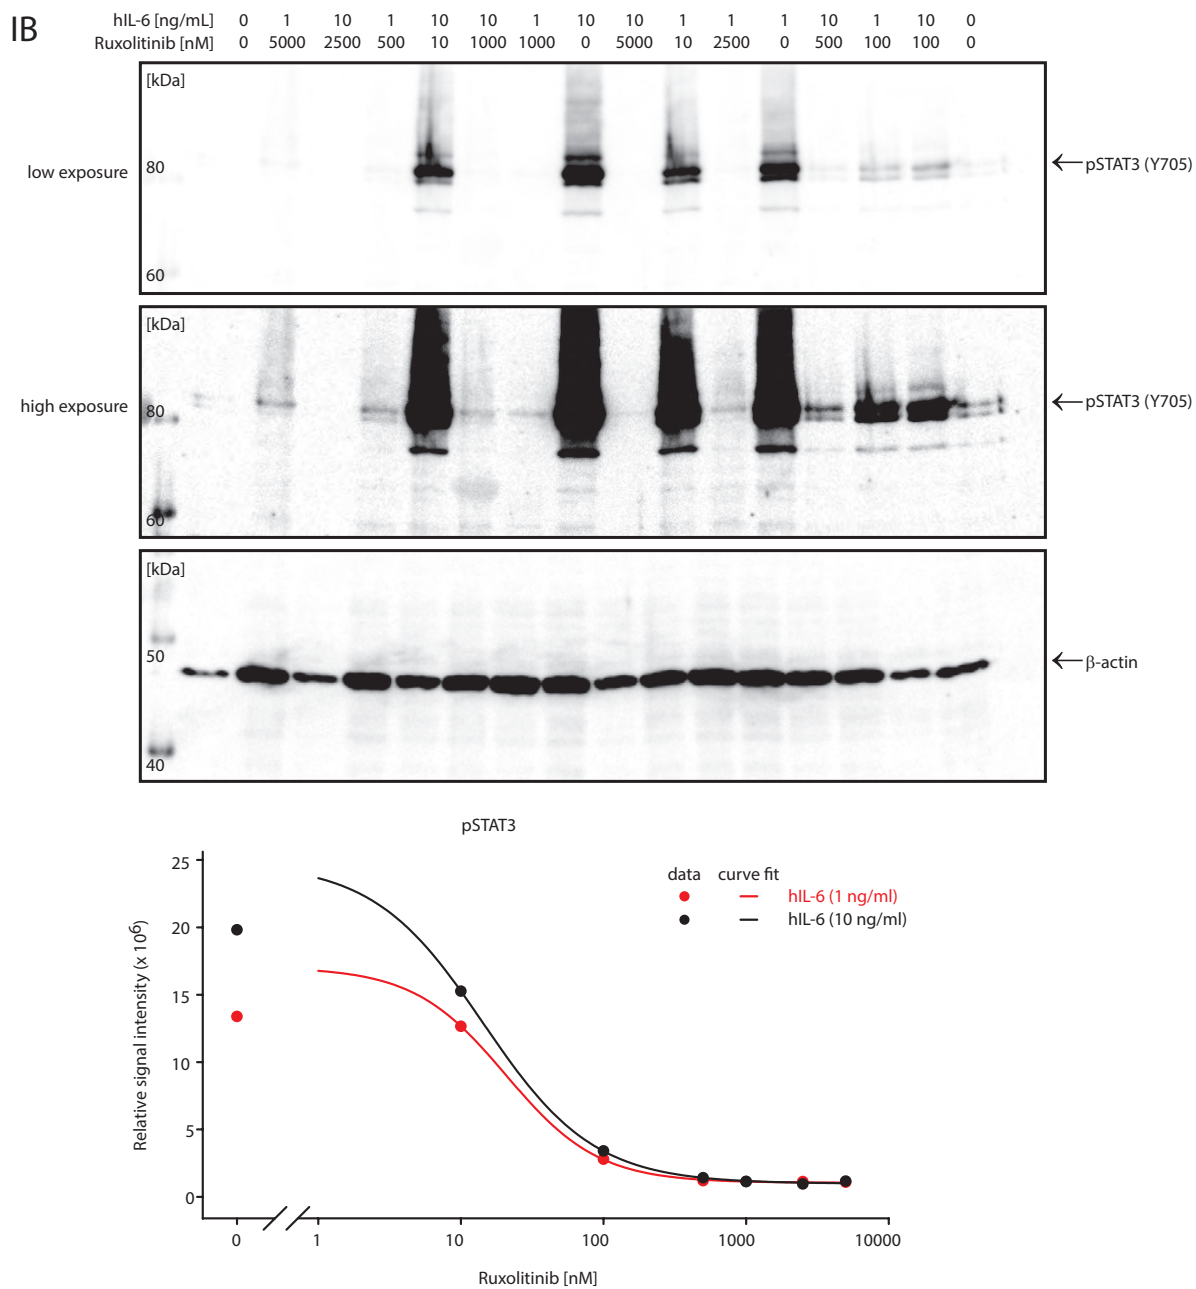 IB
hIL-6 [ng/mL] 0 1 10 1 10 10 1 10 10 1 1 1 10 1 10 0
Ruxolitinib [nM] 0 5000 2500 500 10 1000 1000 0 5000 10 2500 0 500 100 100 0
[kDa]
80
low exposure
←pSTAT3 (Y705)
60
[kDa]
80
high exposure
←pSTAT3 (Y705)
60
[kDa]
50
←β-actin
40
pSTAT3
25
20
15
10
5
0
Relative signal intensity (x 10⁶)
data curve fit
hIL-6 (1 ng/ml)
hIL-6 (10 ng/ml)
0 1 10 100 1000 10000
Ruxolitinib [nM]